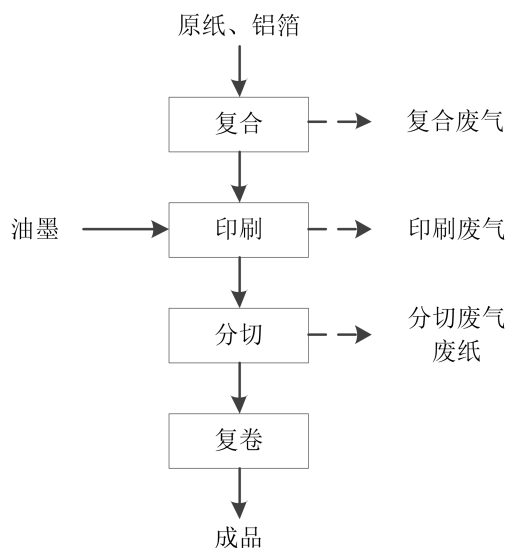 原纸、铝箔
复合
复合废气
油墨
印刷
印刷废气
分切
分切废气
废纸
复卷
成品